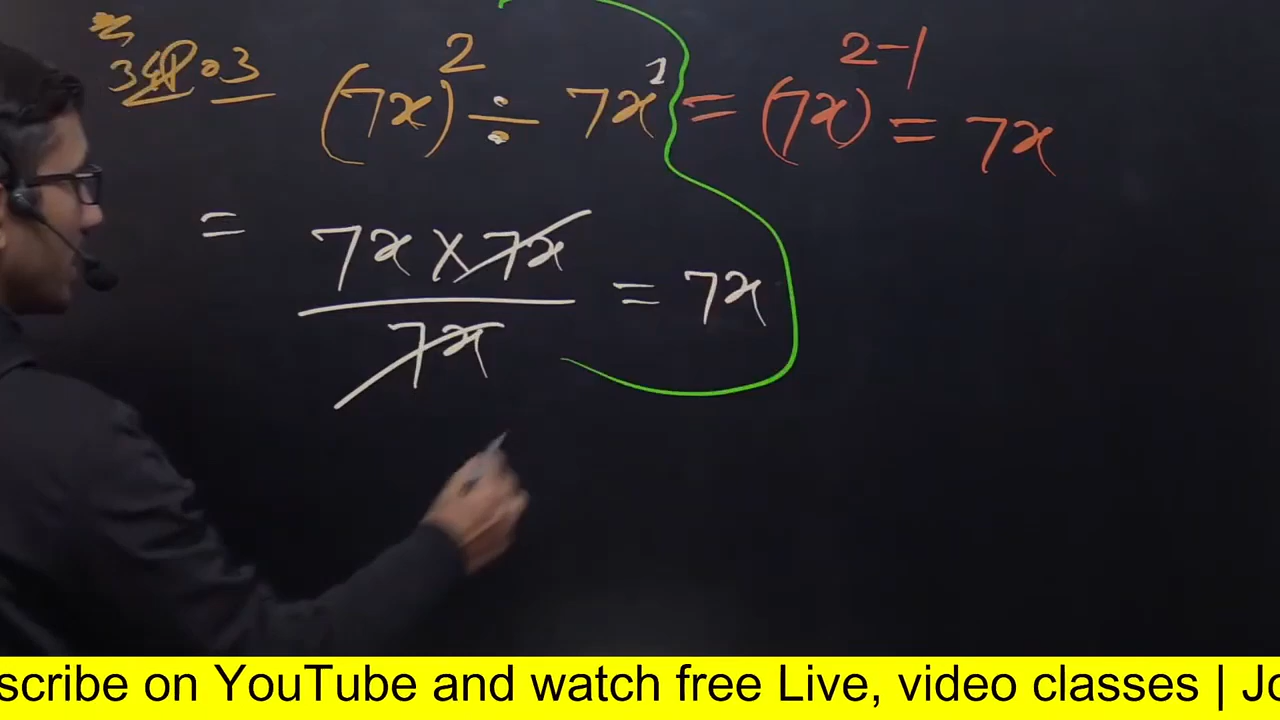 (7x)² ÷ 7x¹ = (7x)²⁻¹ = 7x
= 7x × 7x / 7x = 7x
scribe on YouTube and watch free Live, video classes | Jo